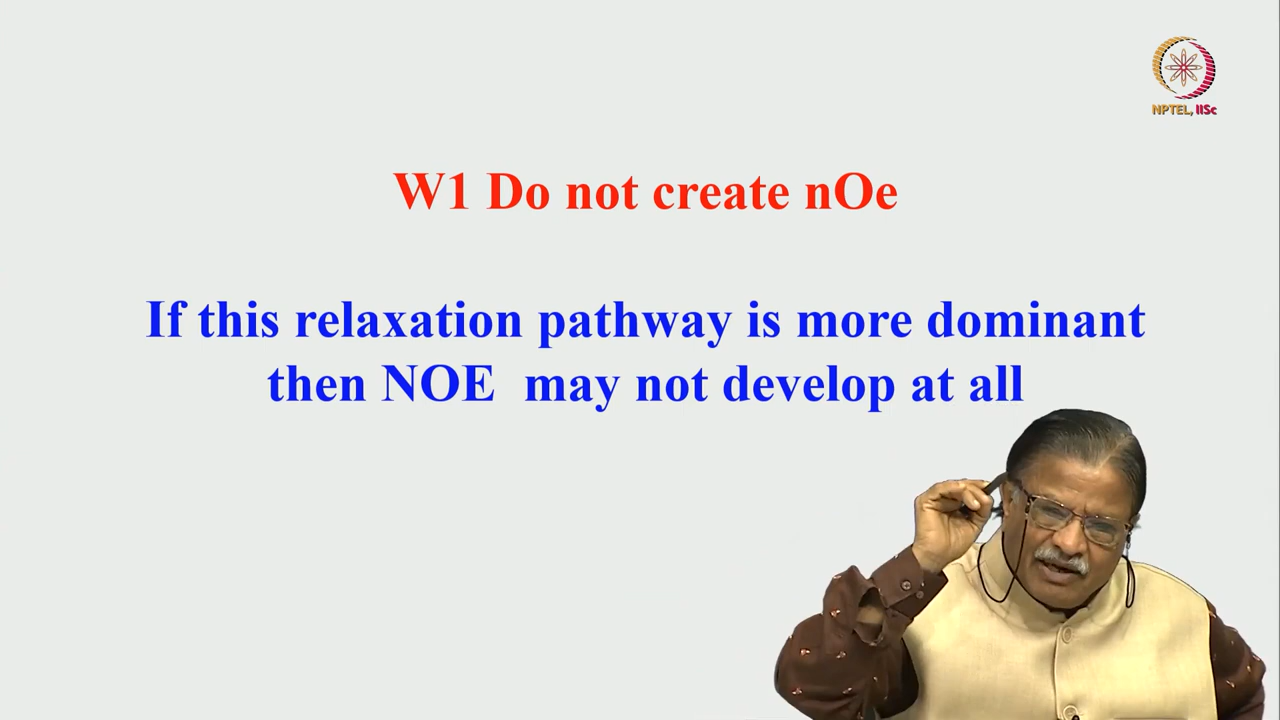 NPTEL, IISc
W1 Do not create nOe
If this relaxation pathway is more dominant
then NOE may not develop at all